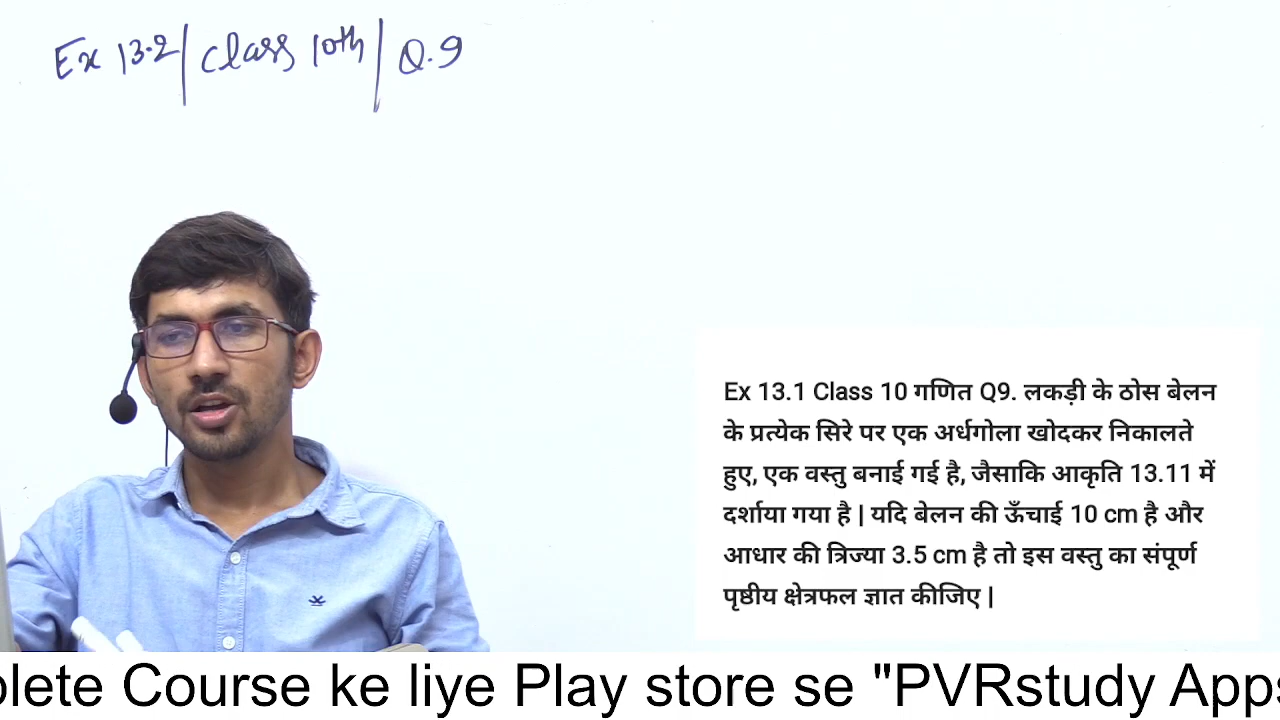 Ex 13.2 | Class 10th | Q.9
Ex 13.1 Class 10 गणित Q9. लकड़ी के ठोस बेलन
के प्रत्येक सिरे पर एक अर्धगोला खोदकर निकालते
हुए, एक वस्तु बनाई गई है, जैसाकि आकृति 13.11 में
दर्शाया गया है | यदि बेलन की ऊँचाई 10 cm है और
आधार की त्रिज्या 3.5 cm है तो इस वस्तु का संपूर्ण
पृष्ठीय क्षेत्रफल ज्ञात कीजिए |
plete Course ke liye Play store se "PVRstudy Apps